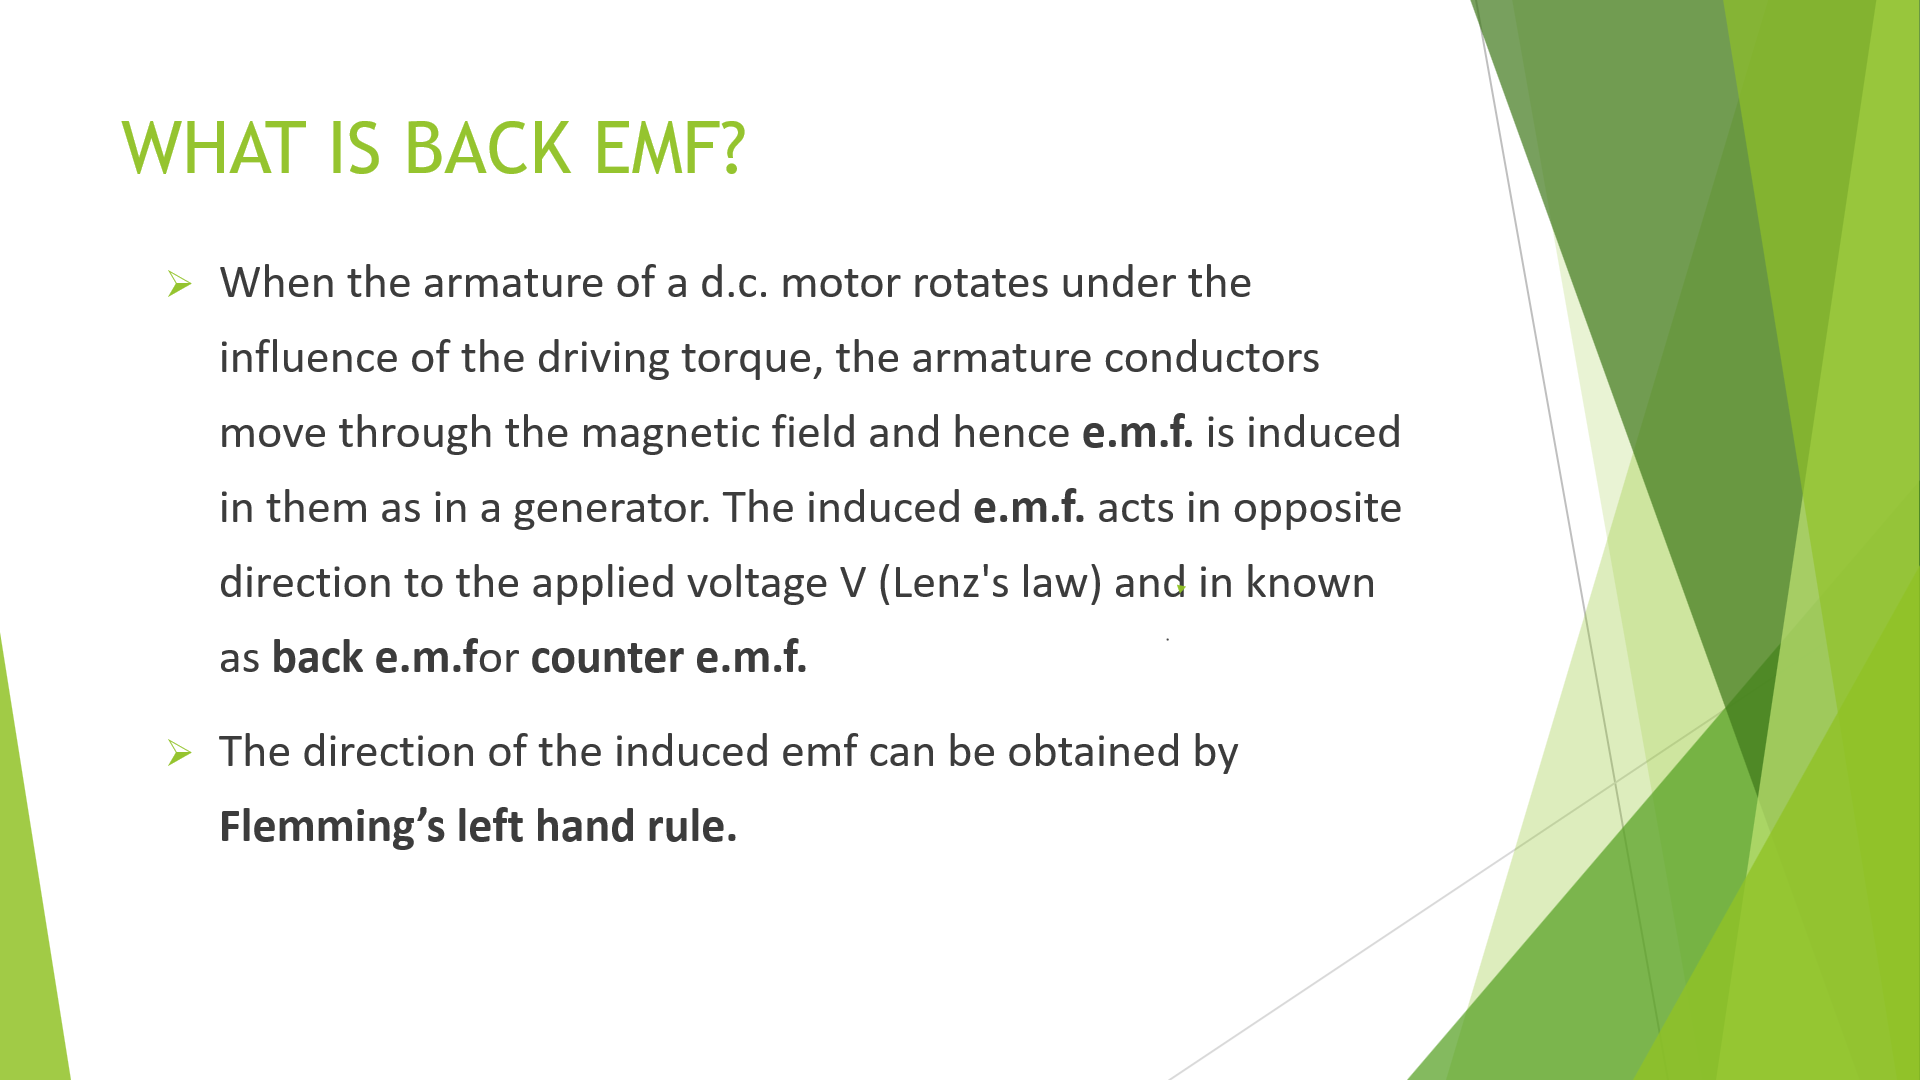 WHAT IS BACK EMF?
When the armature of a d.c. motor rotates under the
influence of the driving torque, the armature conductors
move through the magnetic field and hence e.m.f. is induced
in them as in a generator. The induced e.m.f. acts in opposite
direction to the applied voltage V (Lenz's law) and in known
as back e.m.for counter e.m.f.
The direction of the induced emf can be obtained by
Flemming’s left hand rule.